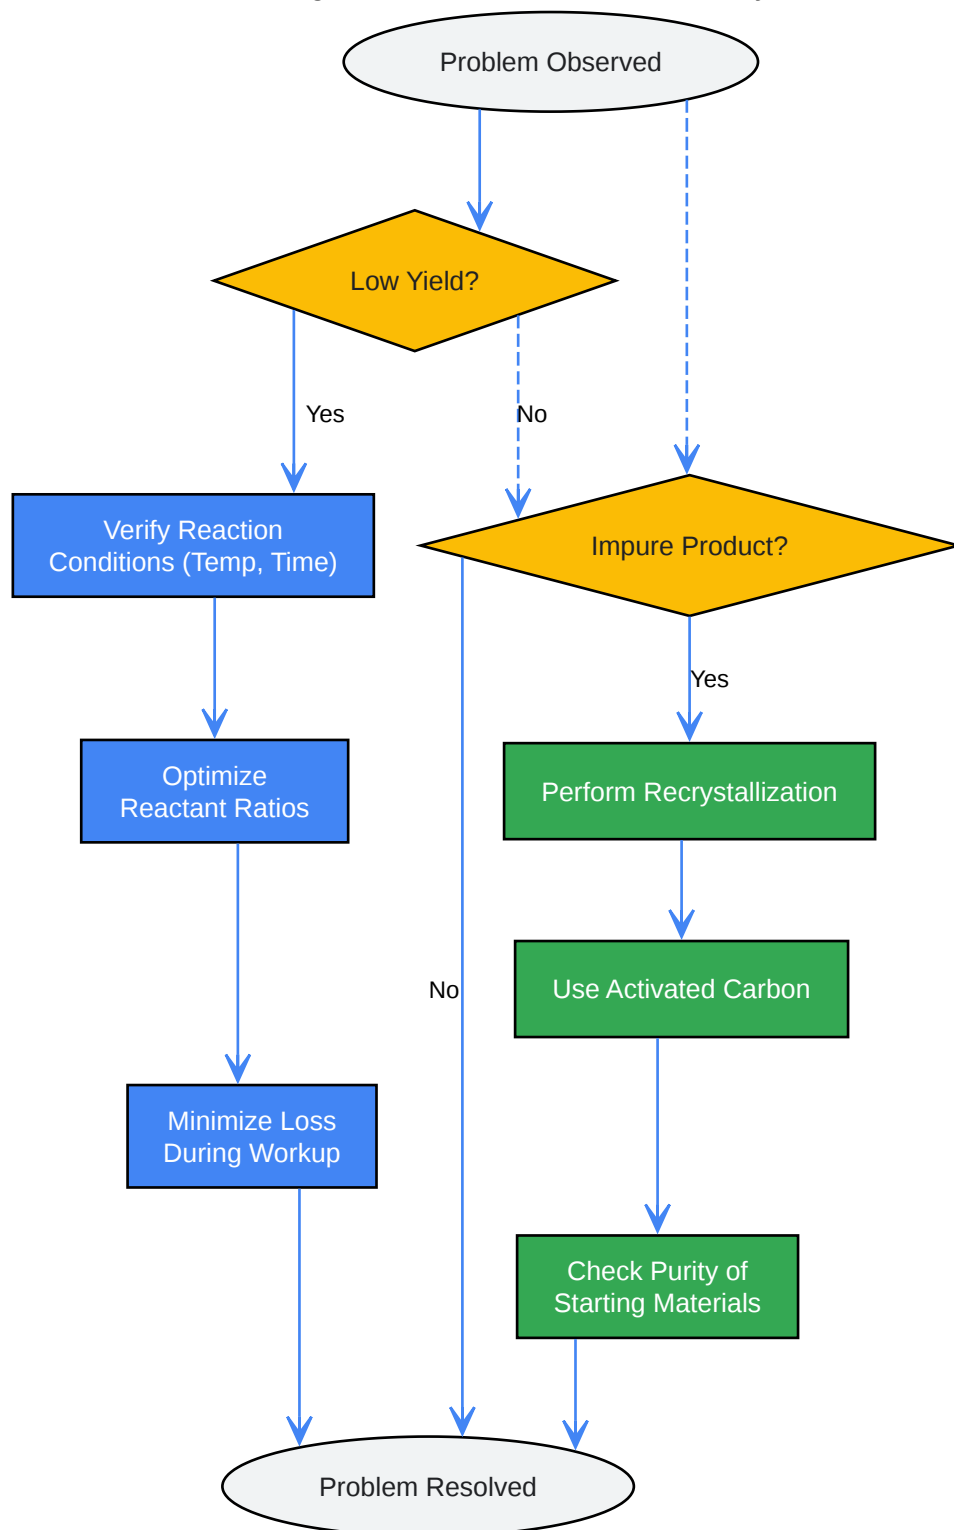 Problem Observed
Low Yield?
Yes
No
Verify Reaction
Conditions (Temp, Time)
Impure Product?
Yes
Optimize
Reactant Ratios
Perform Recrystallization
Use Activated Carbon
No
Minimize Loss
During Workup
Check Purity of
Starting Materials
Problem Resolved